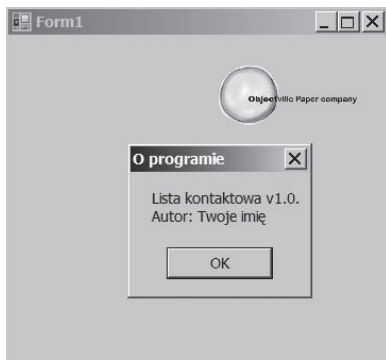 Form1
Objectville Paper company
O programie
Lista kontaktowa v1.0.
Autor: Twoje imię
OK